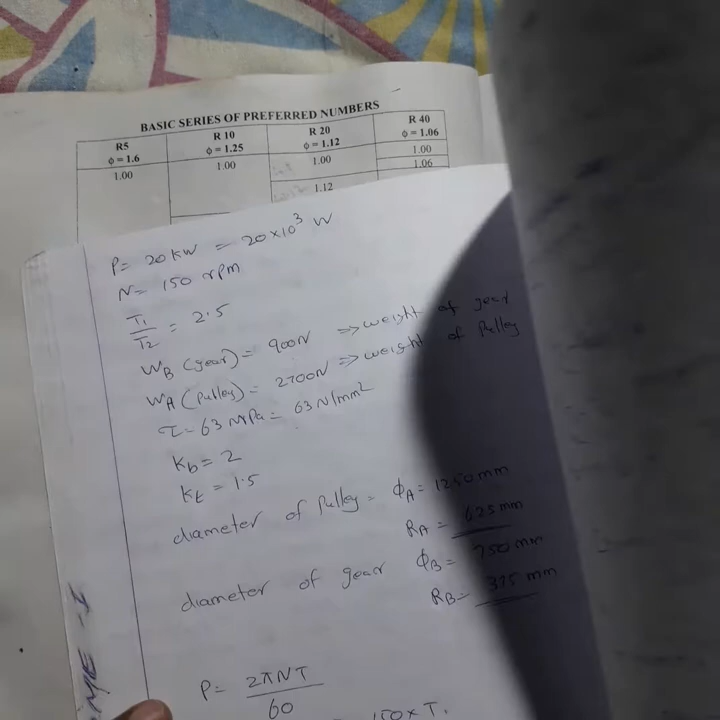 BASIC SERIES OF PREFERRED NUMBERS
R5 R 10 R 20 R 40
ϕ = 1.6 ϕ = 1.25 ϕ = 1.12 ϕ = 1.06
1.00 1.00 1.00 1.00
1.06
1.12
P = 20 KW = 20×10³ W
N = 150 rpm
T₁/T₂ = 2.5
W_B (gear) = 900N => weight of gear
W_A (Pulley) = 2700N => weight of Pulley
τ = 63 MPa = 63 N/mm²
K_b = 2
K_t = 1.5
diameter of Pulley = ϕ_A = 1250 mm
R_A = 625 mm
diameter of gear ϕ_B = 750 mm
R_B = 375 mm
P = 2πNT/60
150×T
ME - I